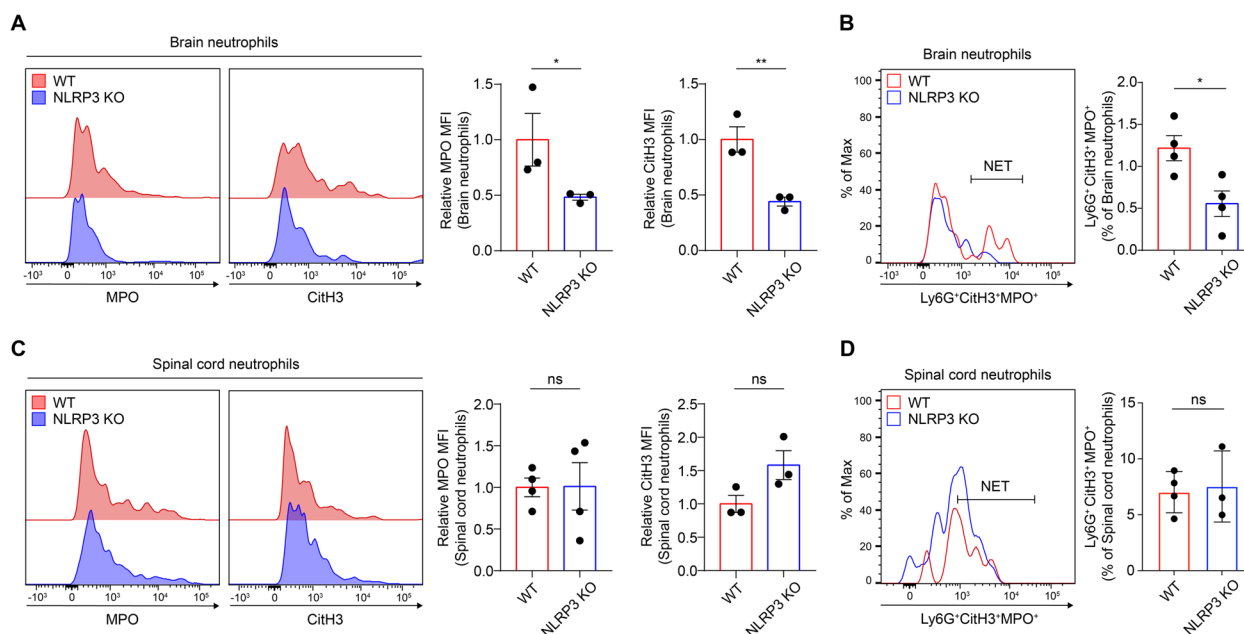 A
Brain neutrophils
WT
NLRP3 KO
-10³ 0 10³ 10⁴ 10⁵
MPO
-10³ 0 10³ 10⁴ 10⁵
CitH3
Relative MPO MFI
(Brain neutrophils)
1.5
1.0
0.5
0.0
*
WT
NLRP3 KO
Relative CitH3 MFI
(Brain neutrophils)
1.5
1.0
0.5
0.0
**
WT
NLRP3 KO
B
Brain neutrophils
WT
NLRP3 KO
% of Max
100
80
60
40
20
0
NET
-10³ 0 10³ 10⁴ 10⁵
Ly6G⁺CitH3⁺MPO⁺
Ly6G⁺ CitH3⁺ MPO⁺
(% of Brain neutrophils)
2.0
1.5
1.0
0.5
0.0
*
WT
NLRP3 KO
C
Spinal cord neutrophils
WT
NLRP3 KO
-10³ 0 10³ 10⁴ 10⁵
MPO
-10³ 0 10³ 10⁴ 10⁵
CitH3
Relative MPO MFI
(Spinal cord neutrophils)
2.0
1.5
1.0
0.5
0.0
ns
WT
NLRP3 KO
Relative CitH3 MFI
(Spinal cord neutrophils)
2.5
2.0
1.5
1.0
0.5
0.0
ns
WT
NLRP3 KO
D
Spinal cord neutrophils
WT
NLRP3 KO
% of Max
100
80
60
40
20
0
NET
-10³ 0 10³ 10⁴ 10⁵
Ly6G⁺CitH3⁺MPO⁺
Ly6G⁺ CitH3⁺ MPO⁺
(% of Spinal cord neutrophils)
15
10
5
0
ns
WT
NLRP3 KO